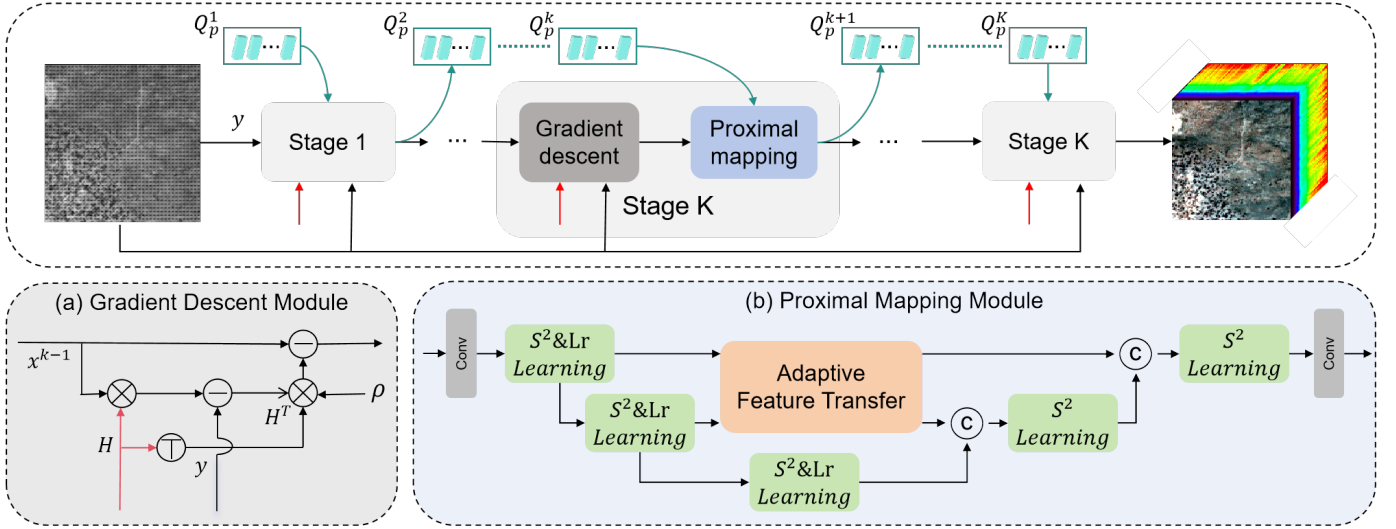 Q_p^1 Q_p^2 Q_p^k Q_p^{k+1} Q_p^K
y
Stage 1
...
Gradient
descent
Proximal
mapping
Stage K
...
Stage K
(a) Gradient Descent Module
x^{k-1}
ρ
H^T
H
y
(b) Proximal Mapping Module
Conv
S^2&Lr
Learning
S^2&Lr
Learning
S^2&Lr
Learning
Adaptive
Feature Transfer
C
C
S^2
Learning
S^2
Learning
Conv